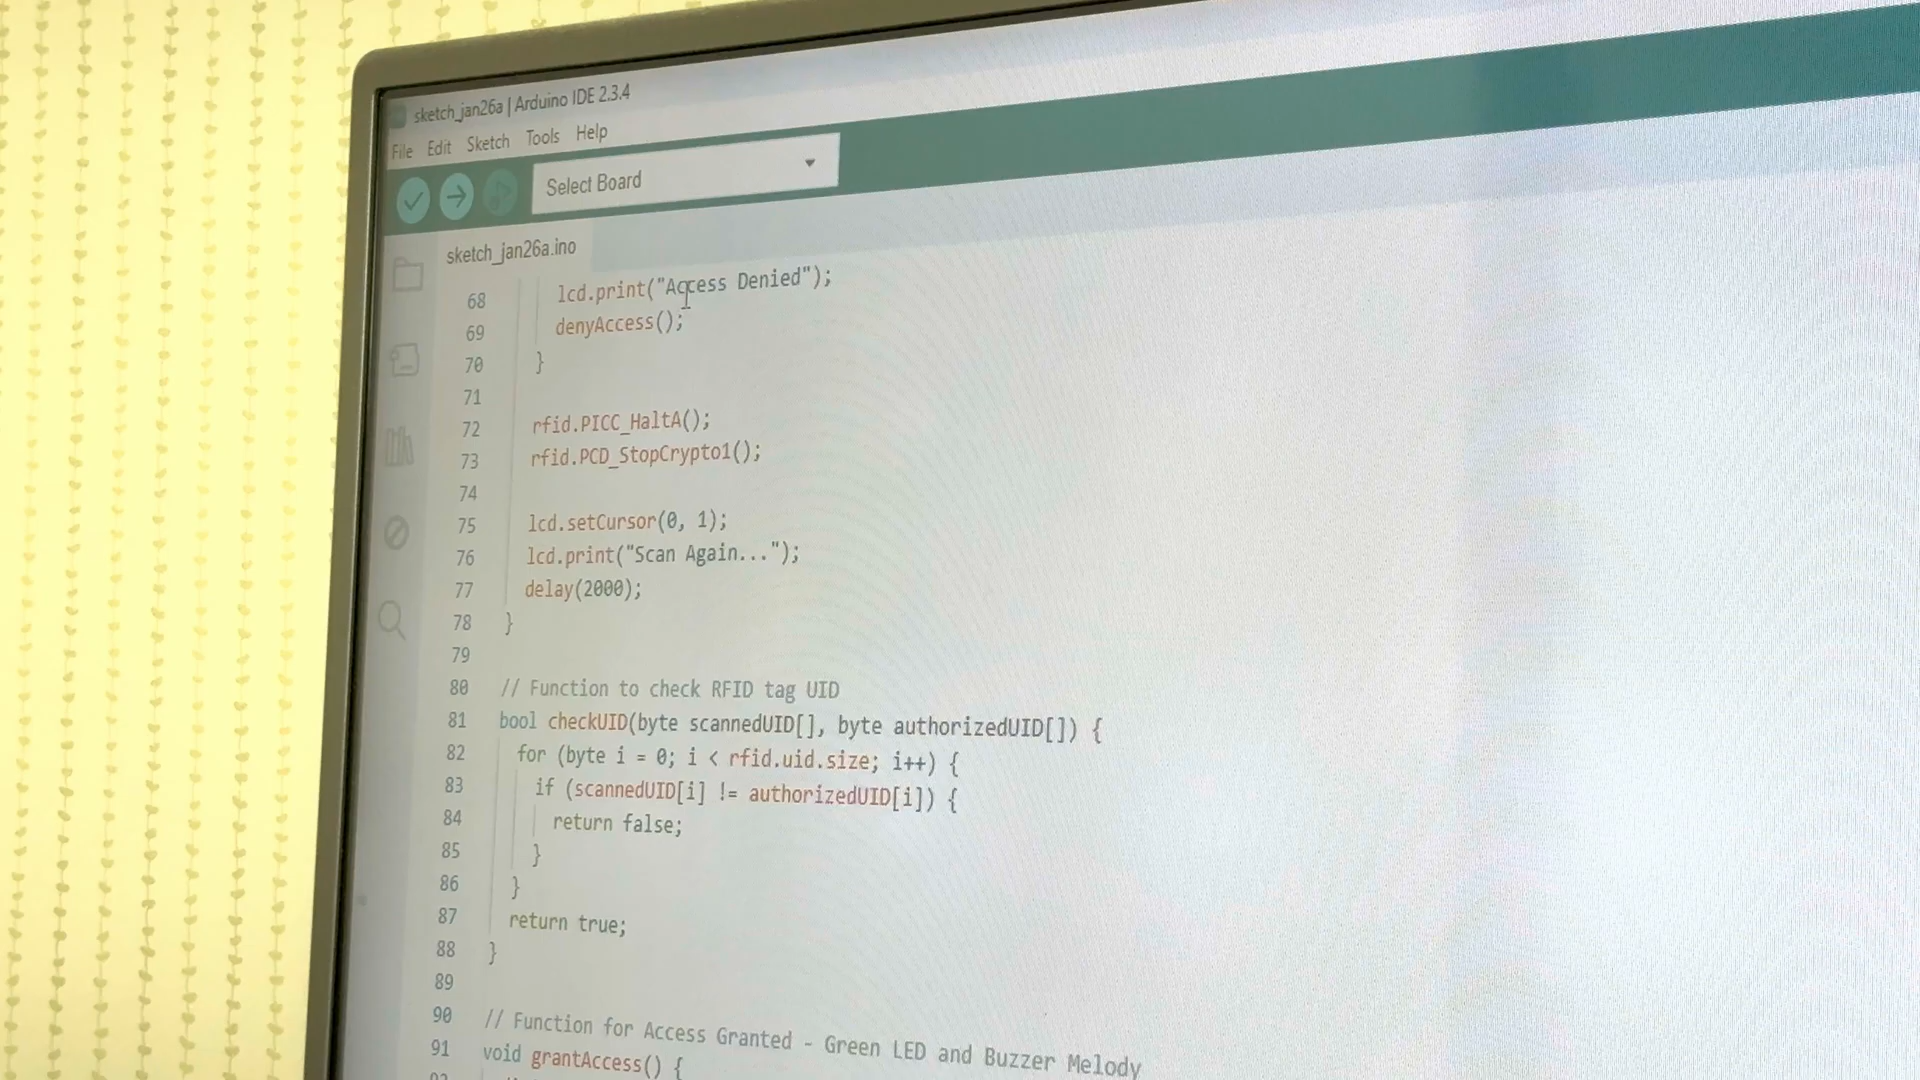 sketch_jan26a | Arduino IDE 2.3.4
File Edit Sketch Tools Help
Select Board
sketch_jan26a.ino
68 lcd.print("Access Denied");
69 denyAccess();
70 }
71
72 rfid.PICC_HaltA();
73 rfid.PCD_StopCrypto1();
74
75 lcd.setCursor(0, 1);
76 lcd.print("Scan Again...");
77 delay(2000);
78 }
79
80 // Function to check RFID tag UID
81 bool checkUID(byte scannedUID[], byte authorizedUID[]) {
82 for (byte i = 0; i < rfid.uid.size; i++) {
83 if (scannedUID[i] != authorizedUID[i]) {
84 return false;
85 }
86 }
87 return true;
88 }
89
90 // Function for Access Granted - Green LED and Buzzer Melody
91 void grantAccess() {